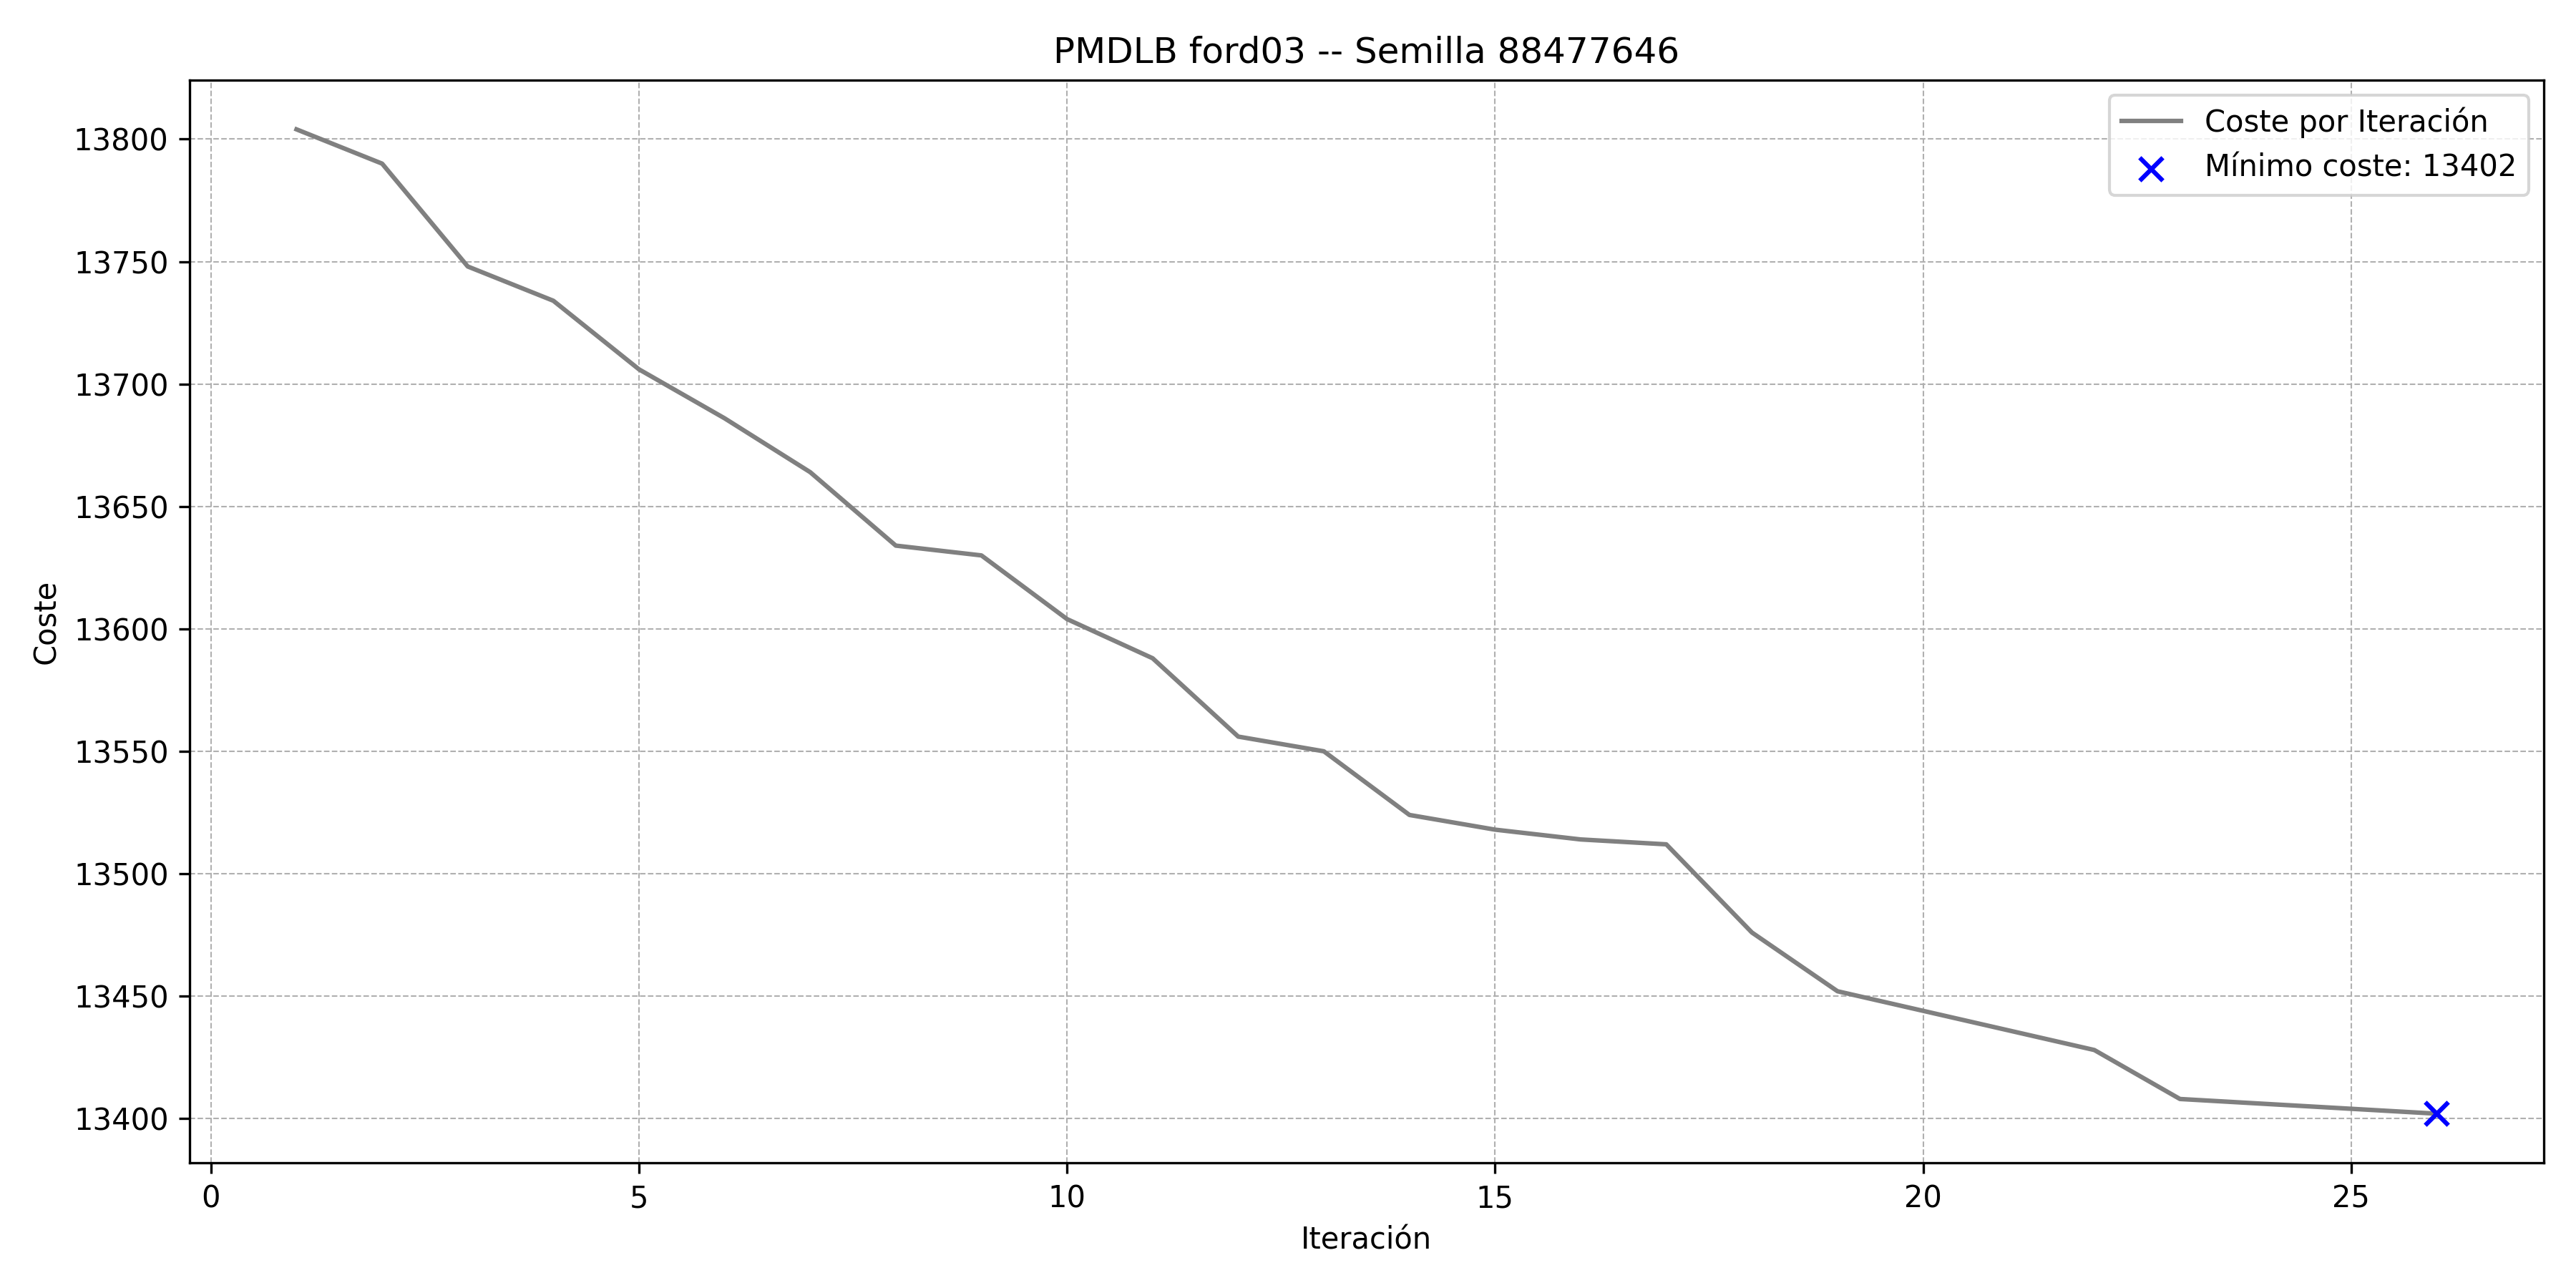 PMDLB ford03 -- Semilla 88477646
Coste por Iteración
Mínimo coste: 13402
13800
13750
13700
13650
13600
13550
13500
13450
13400
Coste
0 5 10 15 20 25
Iteración